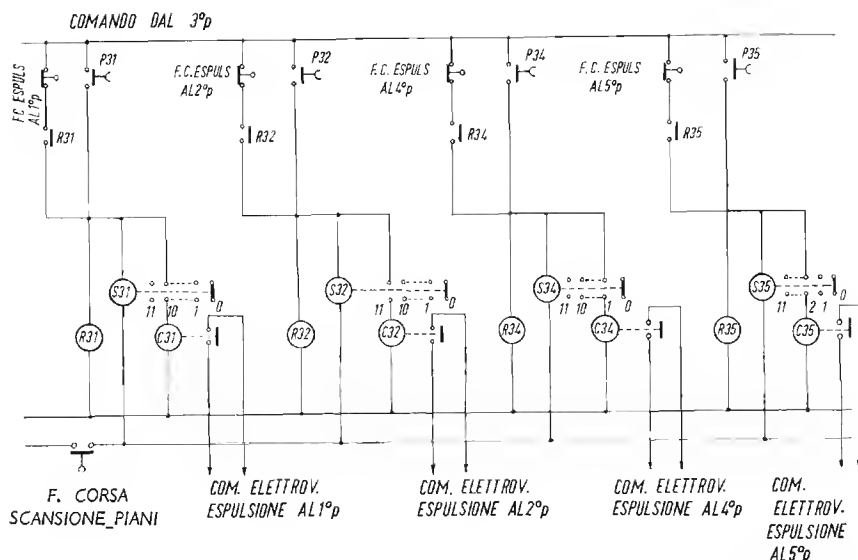 COMANDO DAL 3°p
F.C. ESPULS
AL 1°p
P31
R31
F.C. ESPULS
AL 2°p
P32
R32
F.C. ESPULS
AL 4°p
P34
R34
F.C. ESPULS
AL 5°p
P35
R35
S31
11 10 1 0
R31
C31
S32
11 10 1 0
R32
C32
S34
11 10 1 0
R34
C34
S35
11 2 1 0
R35
C35
F. CORSA
SCANSIONE_PIANI
COM. ELETTROV.
ESPULSIONE AL 1°p
COM. ELETTROV.
ESPULSIONE AL 2°p
COM. ELETTROV.
ESPULSIONE AL 4°p
COM.
ELETTROV.
ESPULSIONE
AL 5°p